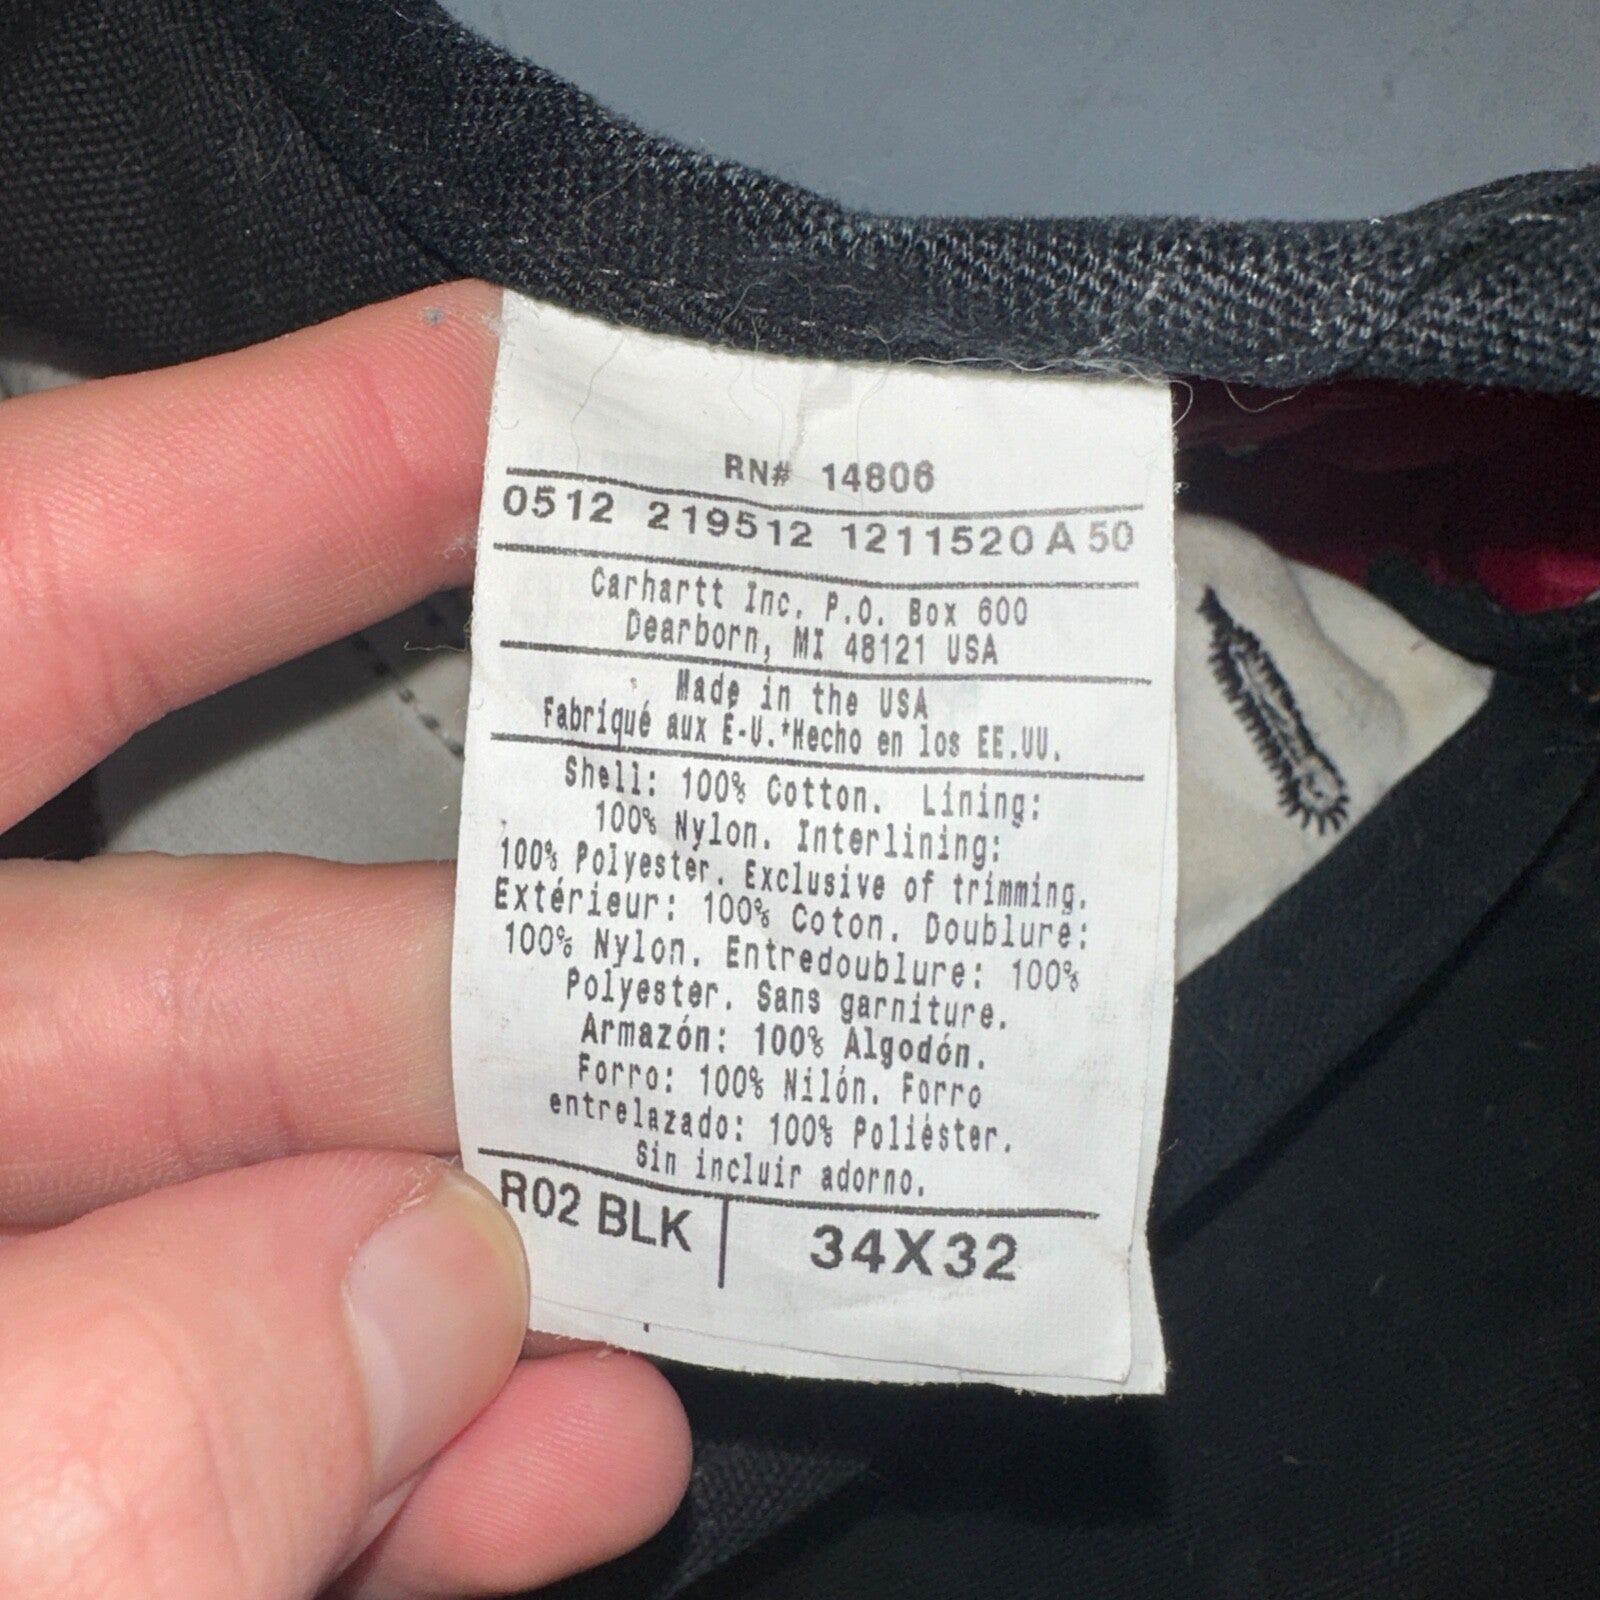 RN# 14806
0512 219512 1211520 A 50
Carhartt Inc. P.O. Box 600
Dearborn, MI 48121 USA
Made in the USA
Fabriqué aux E-U.*Hecho en los EE.UU.
Shell: 100% Cotton. Lining:
100% Nylon. Interlining:
100% Polyester. Exclusive of trimming.
Extérieur: 100% Coton. Doublure:
100% Nylon. Entredoublure: 100%
Polyester. Sans garniture.
Armazón: 100% Algodón.
Forro: 100% Nilón. Forro
entrelazado: 100% Poliéster.
Sin incluir adorno.
R02 BLK 34X32